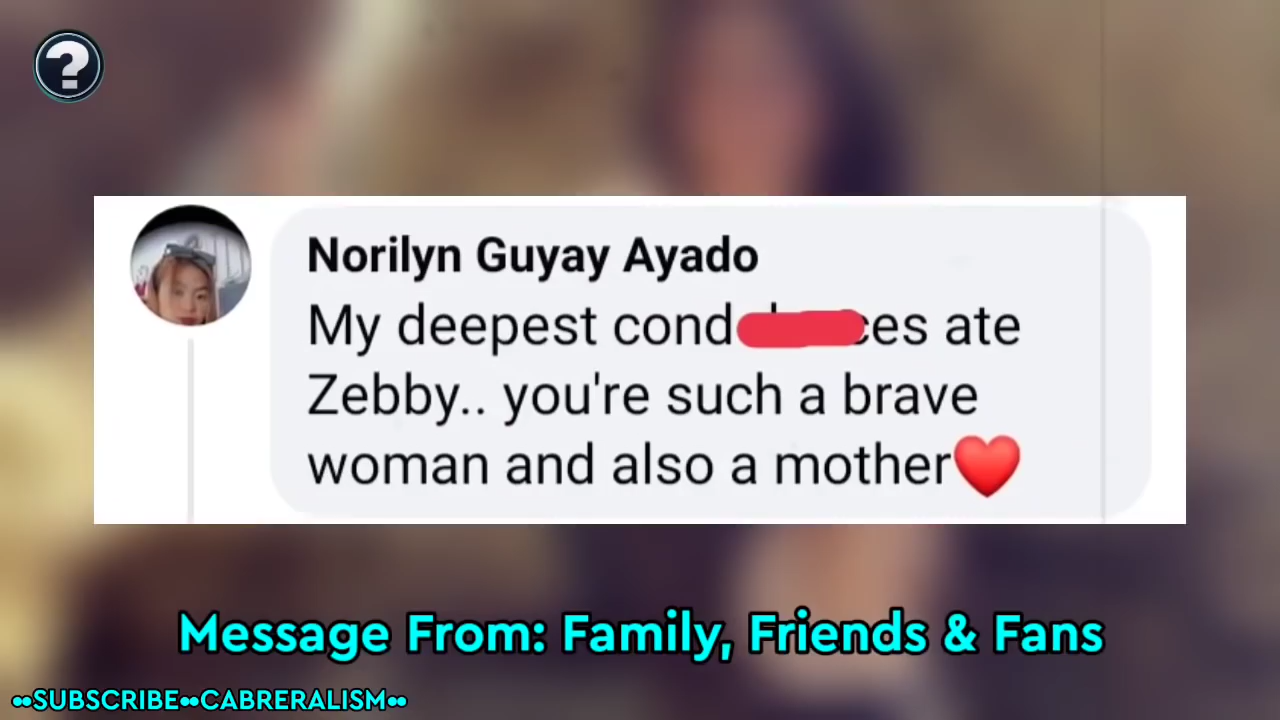 ?
Norilyn Guyay Ayado
My deepest ate
Zebby.. you're such a brave
woman and also a mother❤️
Message From: Family, Friends & Fans
••SUBSCRIBE••CABRERALISM••